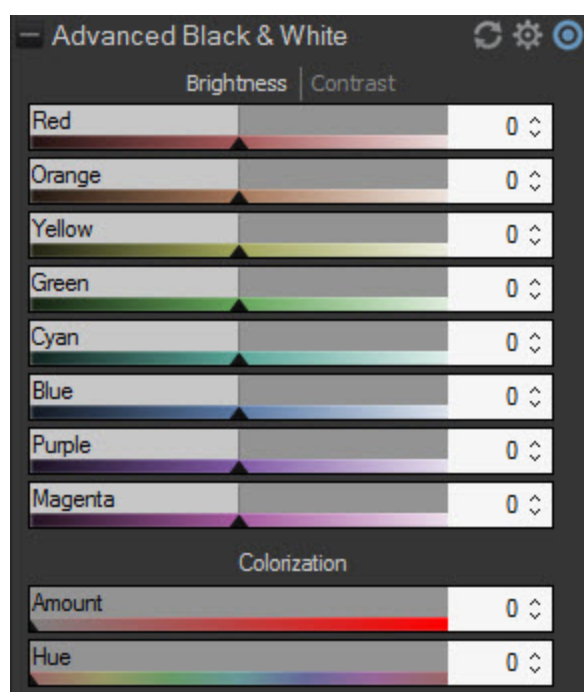 Advanced Black & White
Brightness | Contrast
Red 0
Orange 0
Yellow 0
Green 0
Cyan 0
Blue 0
Purple 0
Magenta 0
Colorization
Amount 0
Hue 0